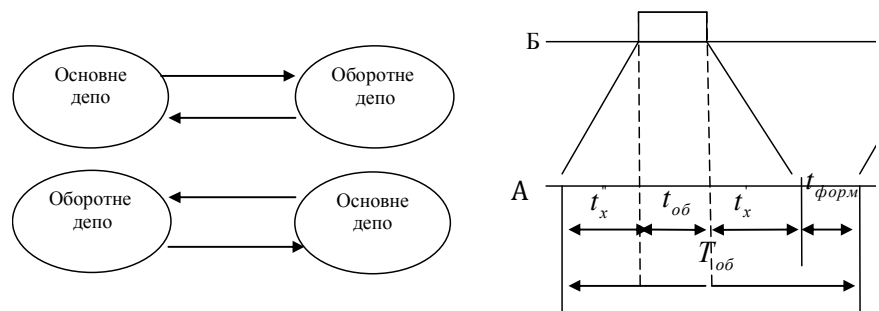 Основне
депо
Оборотне
депо
Оборотне
депо
Основне
депо
Б
А
t''x tоб t'x tформ
Tоб